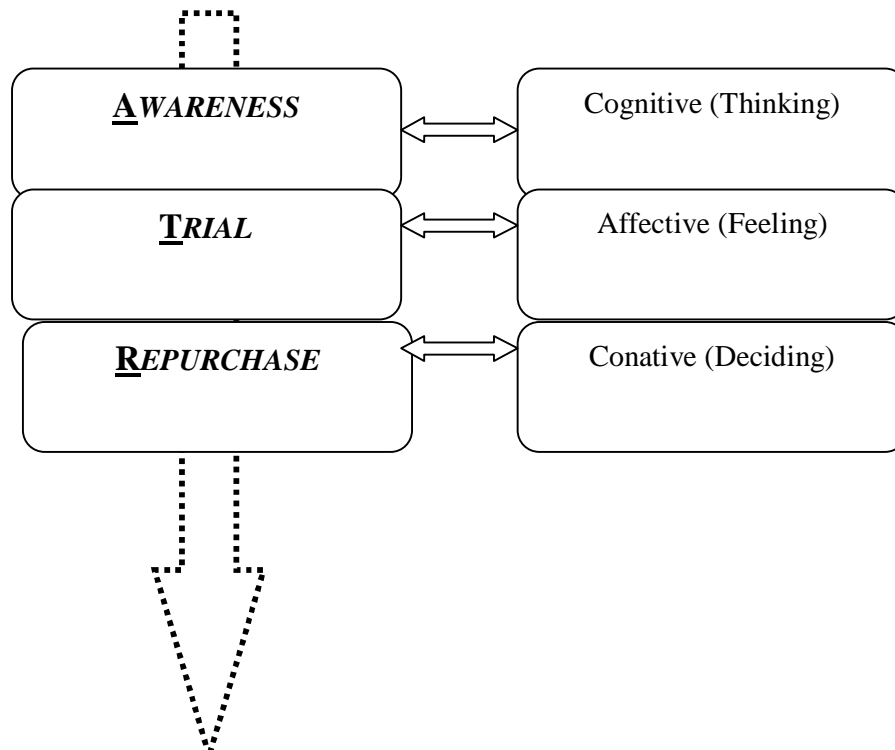 AWARENESS
Cognitive (Thinking)
TRIAL
Affective (Feeling)
REPURCHASE
Conative (Deciding)